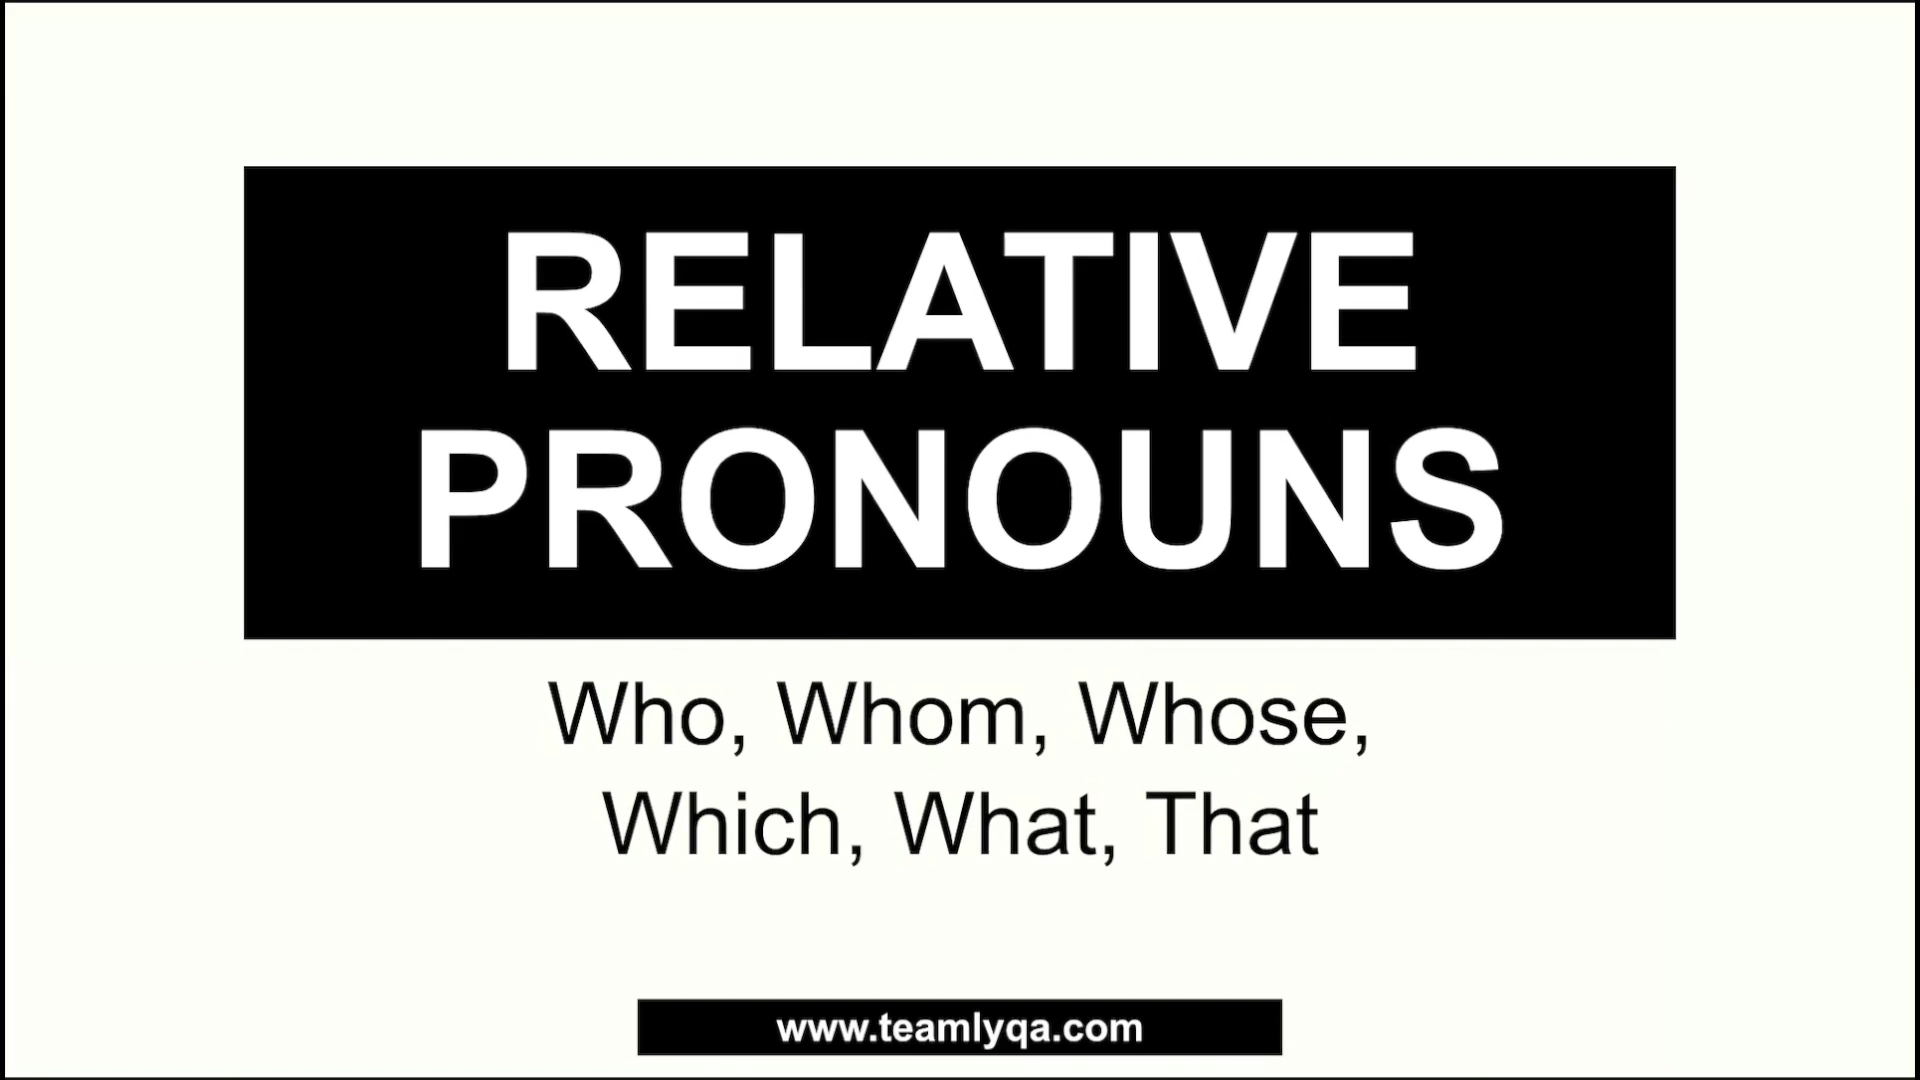 RELATIVE
PRONOUNS
Who, Whom, Whose,
Which, What, That
www.teamlyqa.com